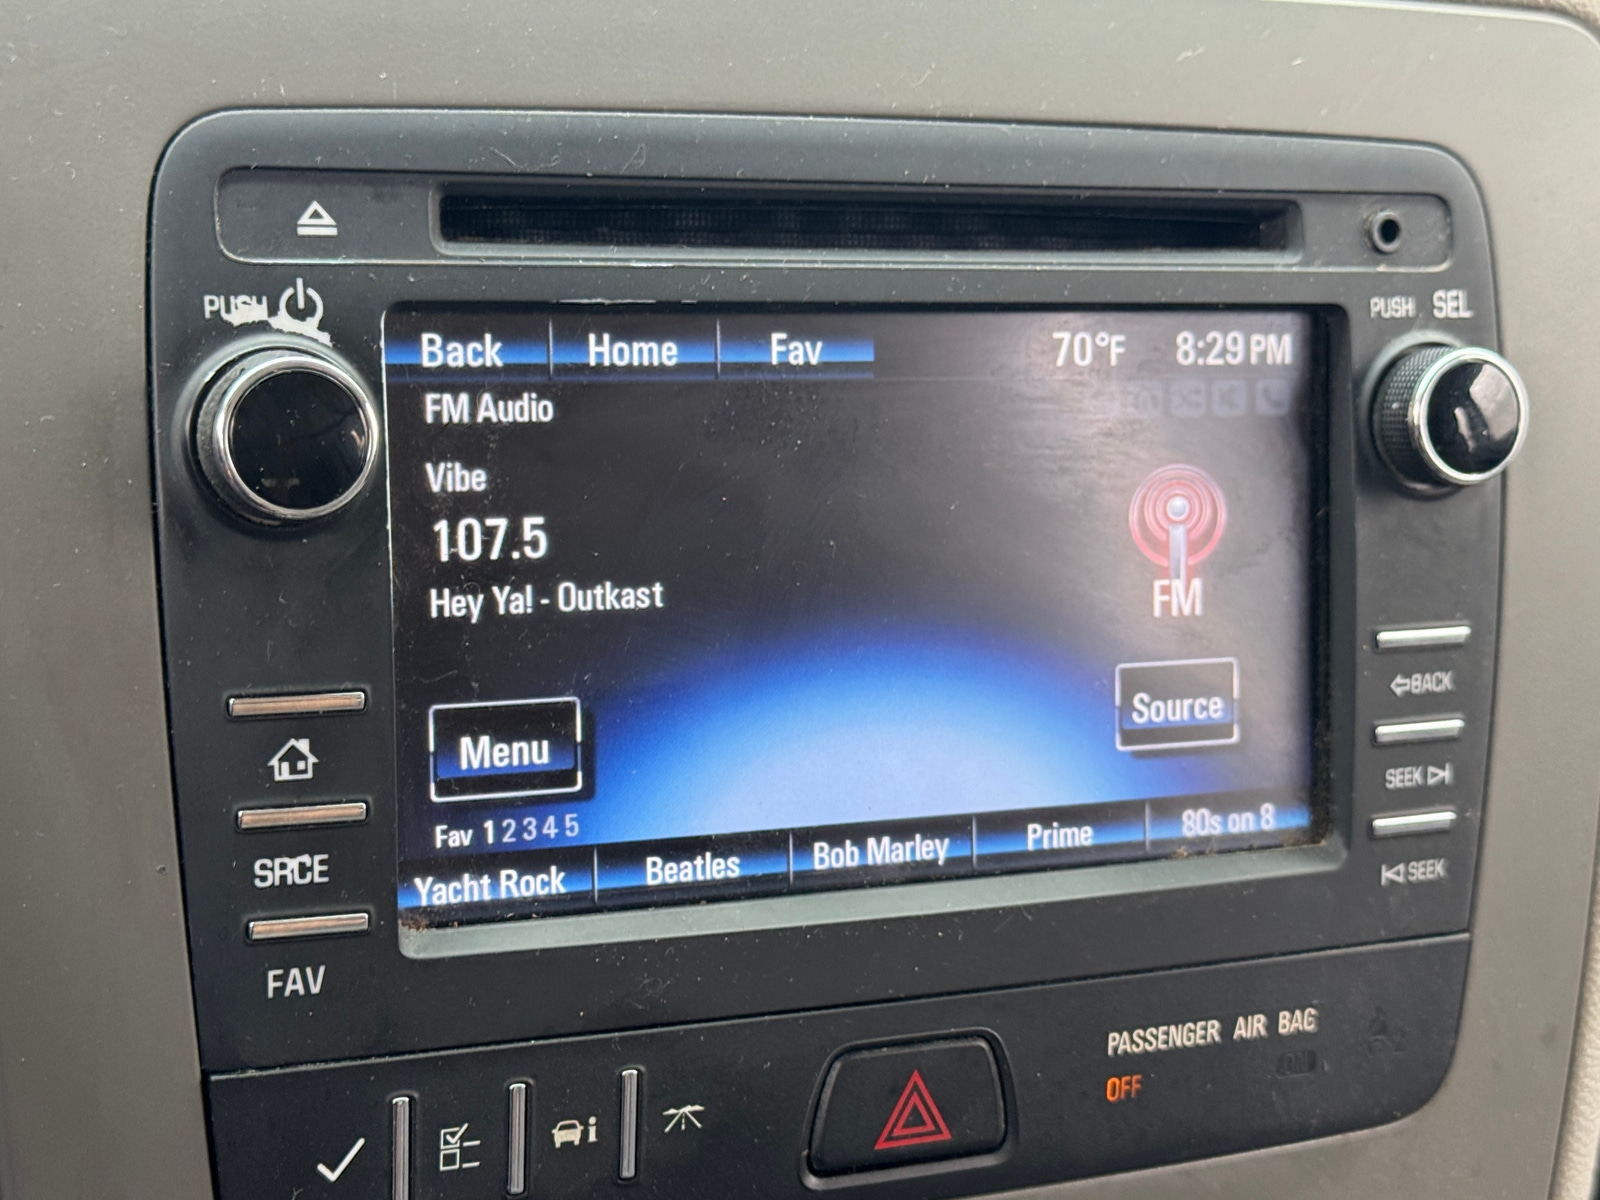 PUSH
PUSH SEL
Back Home Fav 70°F 8:29 PM
FM Audio
Vibe
107.5
Hey Ya! - Outkast
FM
Menu
Source
Fav 1 2 3 4 5
Yacht Rock Beatles Bob Marley Prime 80s on 8
SRCE
FAV
BACK
SEEK
SEEK
PASSENGER AIR BAG
OFF ON
i